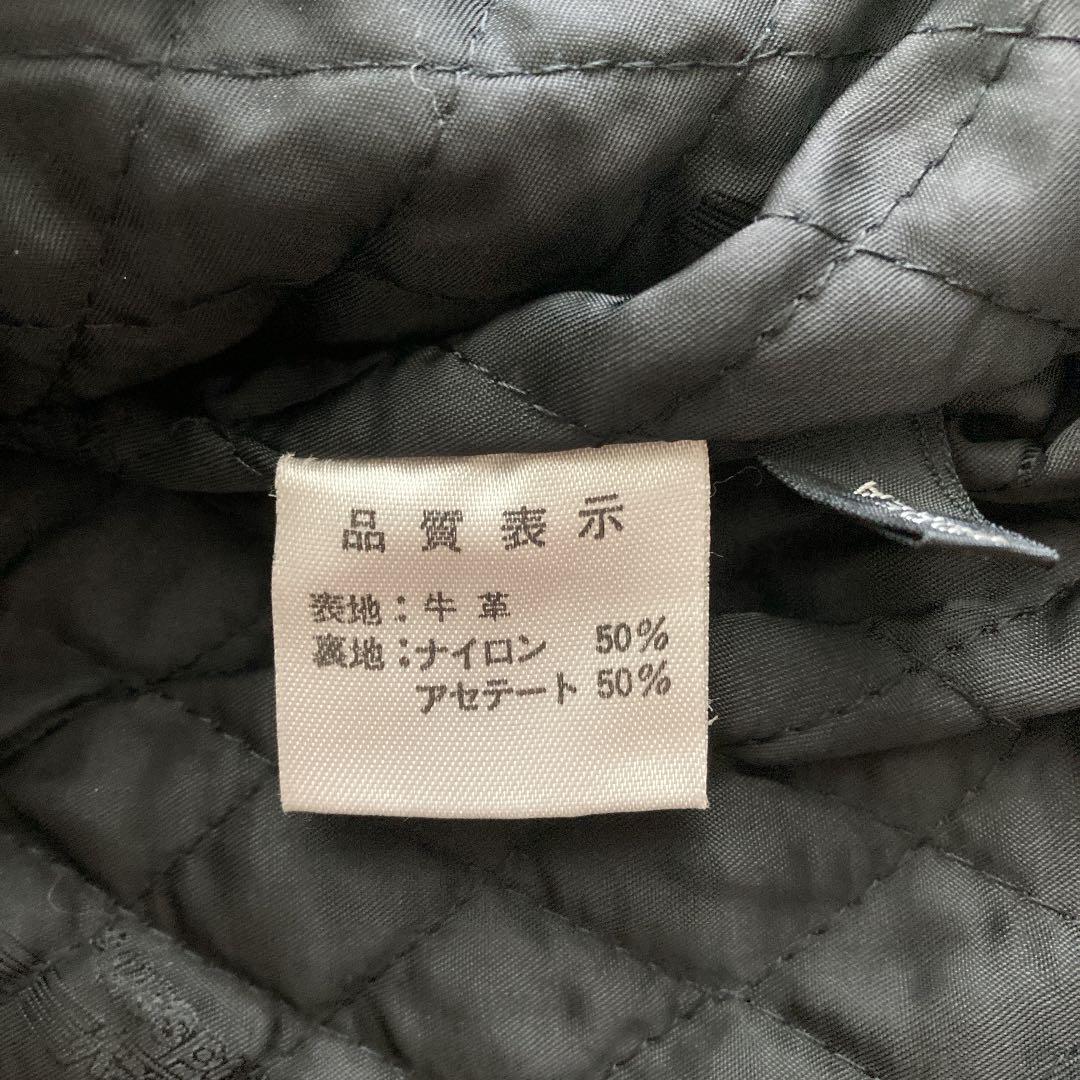 品質表示
表地：牛革
裏地：ナイロン 50%
アセテート 50%